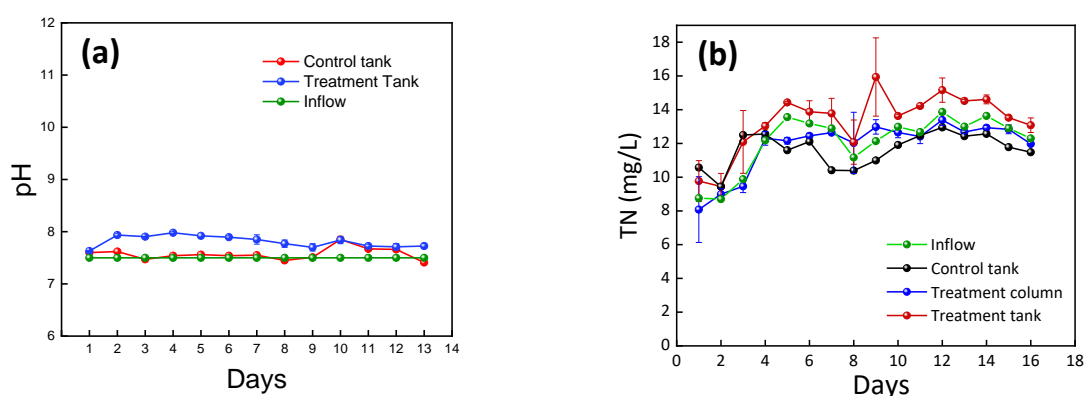 (a)
Control tank
Treatment Tank
Inflow
pH
12
11
10
9
8
7
6
1 2 3 4 5 6 7 8 9 10 11 12 13 14
Days
(b)
TN (mg/L)
18
16
14
12
10
8
6
4
2
0
Inflow
Control tank
Treatment column
Treatment tank
0 2 4 6 8 10 12 14 16 18
Days